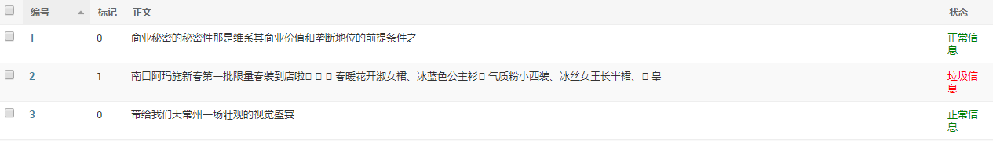 编号 标记 正文 状态
1 0 商业秘密的秘密性那是维系其商业价值和垄断地位的前提条件之一 正常信
息
2 1 南口阿玛施新春第一批限量春装到店啦 春暖花开淑女裙、冰蓝色公主衫 气质粉小西装、冰丝女王长半裙、 皇 垃圾信
息
3 0 带给我们大常州一场壮观的视觉盛宴 正常信
息